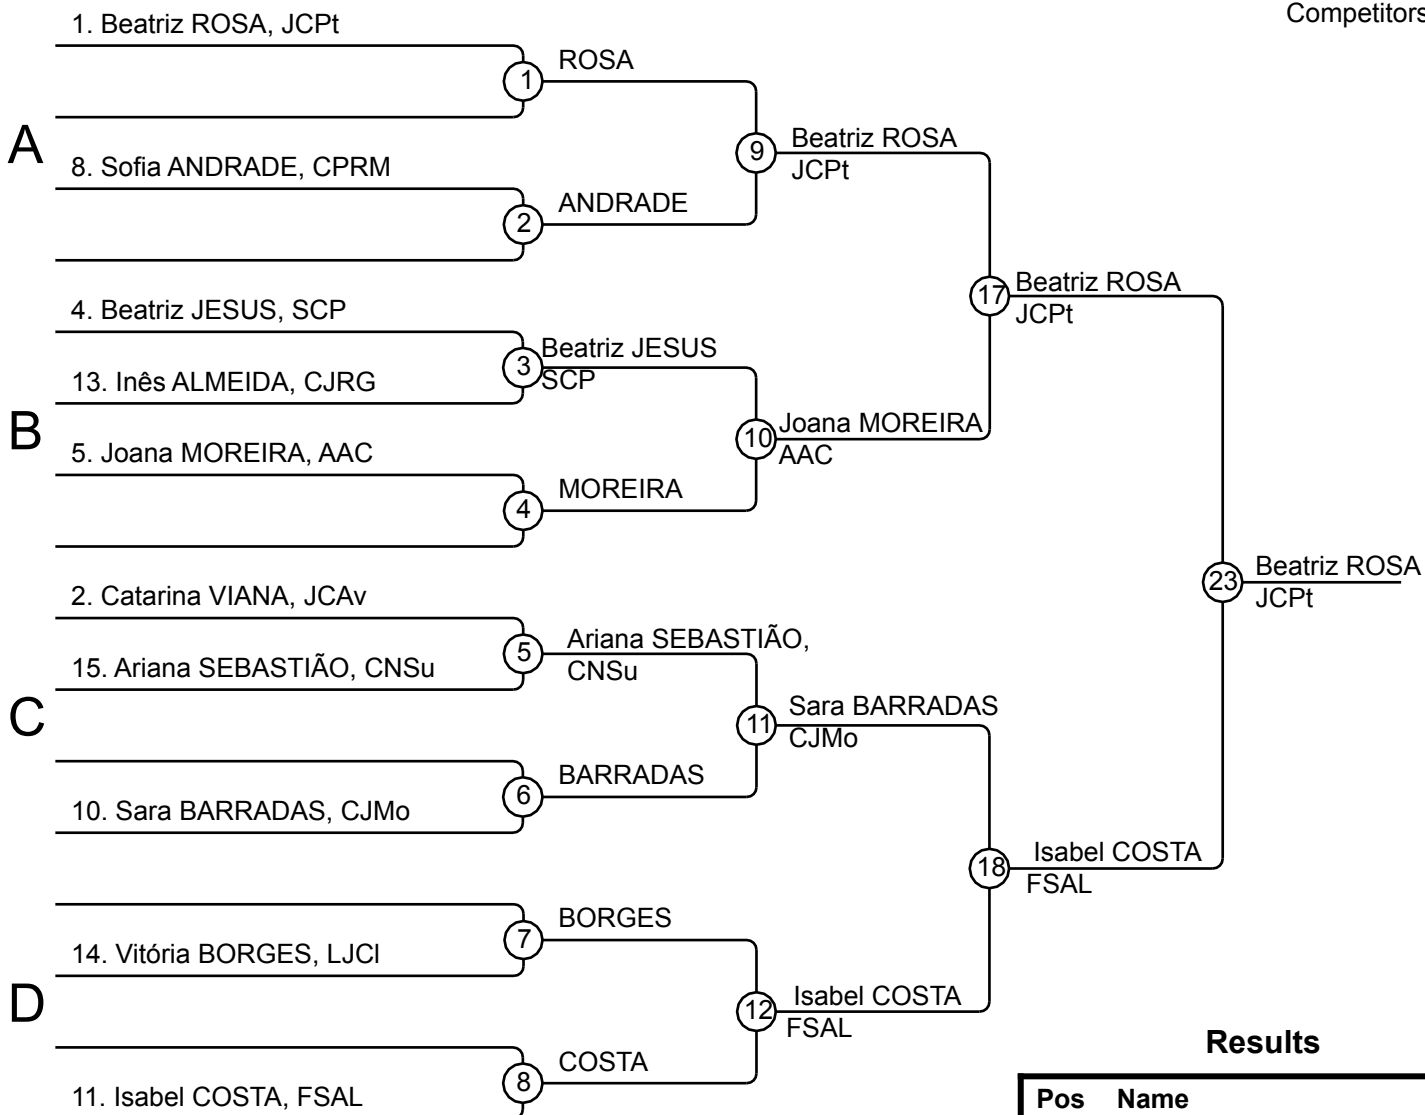 Competitors
1. Beatriz ROSA, JCPt
1
ROSA
A
8. Sofia ANDRADE, CPRM
2
ANDRADE
9
Beatriz ROSA
JCPt
4. Beatriz JESUS, SCP
3
Beatriz JESUS
SCP
13. Inês ALMEIDA, CJRG
B
5. Joana MOREIRA, AAC
4
MOREIRA
10
Joana MOREIRA
AAC
17
Beatriz ROSA
JCPt
2. Catarina VIANA, JCAv
5
Ariana SEBASTIÃO,
CNSu
15. Ariana SEBASTIÃO, CNSu
C
6
BARRADAS
10. Sara BARRADAS, CJMo
11
Sara BARRADAS
CJMo
7
BORGES
14. Vitória BORGES, LJCl
D
8
COSTA
11. Isabel COSTA, FSAL
12
Isabel COSTA
FSAL
18
Isabel COSTA
FSAL
23
Beatriz ROSA
JCPt
Results
Pos Name